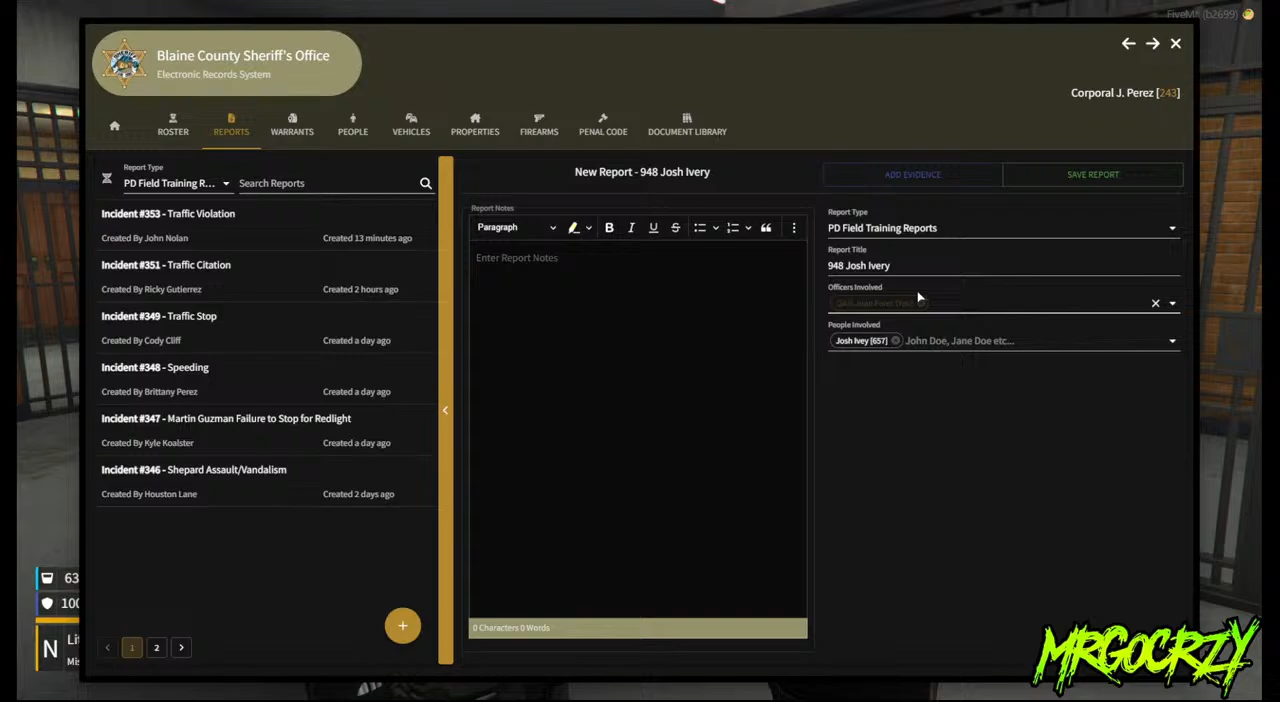 FiveM® (b2699)
Blaine County Sheriff's Office
Electronic Records System
Corporal J. Perez [243]
ROSTER
REPORTS
WARRANTS
PEOPLE
VEHICLES
PROPERTIES
FIREARMS
PENAL CODE
DOCUMENT LIBRARY
Report Type
PD Field Training R...
Search Reports
Incident #353 - Traffic Violation
Created By John Nolan
Created 13 minutes ago
Incident #351 - Traffic Citation
Created By Ricky Gutierrez
Created 2 hours ago
Incident #349 - Traffic Stop
Created By Cody Cliff
Created a day ago
Incident #348 - Speeding
Created By Brittany Perez
Created a day ago
Incident #347 - Martin Guzman Failure to Stop for Redlight
Created By Kyle Koalster
Created a day ago
Incident #346 - Shepard Assault/Vandalism
Created By Houston Lane
Created 2 days ago
1
2
New Report - 948 Josh Ivery
ADD EVIDENCE
SAVE REPORT
Report Notes
Paragraph
B
I
U
S
Enter Report Notes
0 Characters 0 Words
Report Type
PD Field Training Reports
Report Title
948 Josh Ivery
Officers Involved
People Involved
Josh Ivey [657]
John Doe, Jane Doe etc...
63
100
N
MRGOCRZY